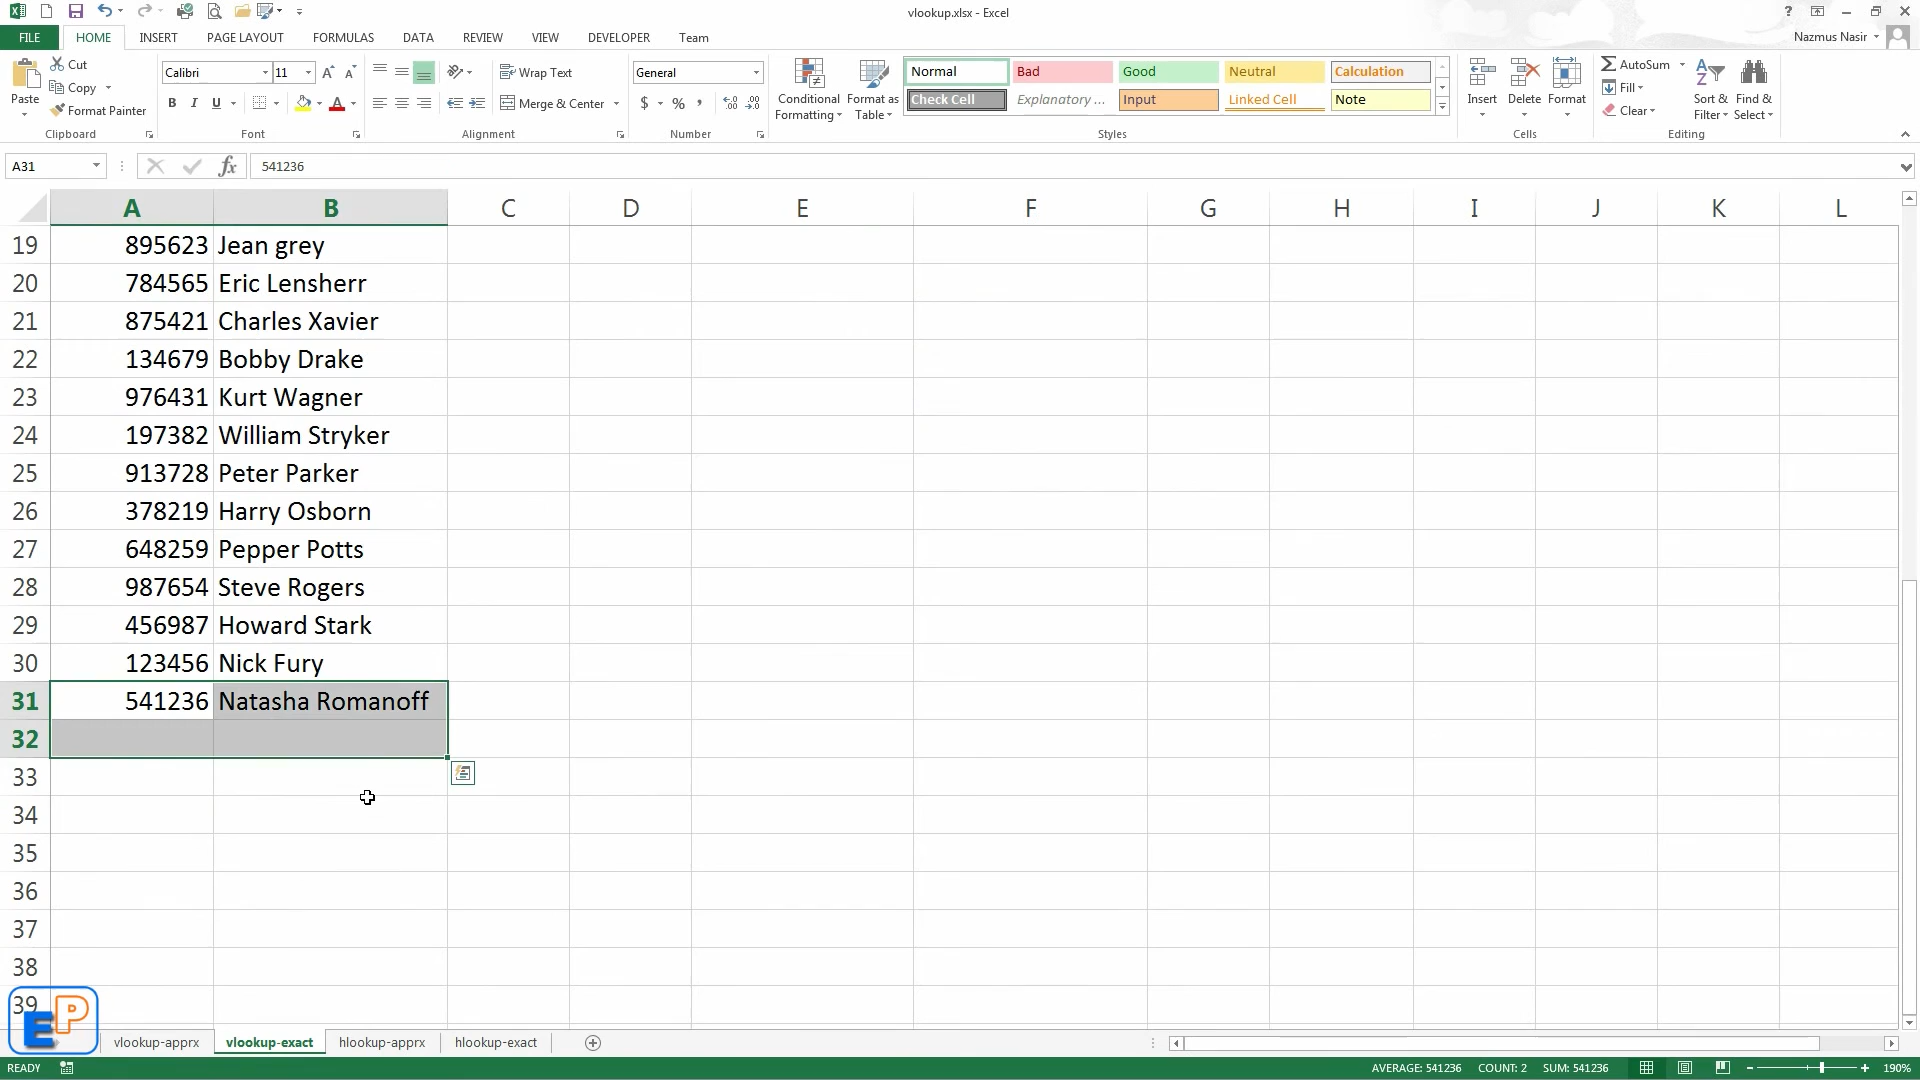 vlookup.xlsx - Excel
?
FILE HOME INSERT PAGE LAYOUT FORMULAS DATA REVIEW VIEW DEVELOPER Team
Nazmus Nasir
Paste
Cut
Copy
Format Painter
Clipboard
Calibri 11
B I U
Font
Wrap Text
Merge & Center
Alignment
General
$ % ,
Number
Conditional Formatting
Format as Table
Normal Bad Good Neutral Calculation
Check Cell Explanatory ... Input Linked Cell Note
Styles
Insert Delete Format
Cells
AutoSum
Fill
Clear
Sort & Filter
Find & Select
Editing
A31 fx 541236
A B C D E F G H I J K L
19 895623 Jean grey
20 784565 Eric Lensherr
21 875421 Charles Xavier
22 134679 Bobby Drake
23 976431 Kurt Wagner
24 197382 William Stryker
25 913728 Peter Parker
26 378219 Harry Osborn
27 648259 Pepper Potts
28 987654 Steve Rogers
29 456987 Howard Stark
30 123456 Nick Fury
31 541236 Natasha Romanoff
32
33
34
35
36
37
38
39
EP
vlookup-apprx vlookup-exact hlookup-apprx hlookup-exact
READY AVERAGE: 541236 COUNT: 2 SUM: 541236 190%